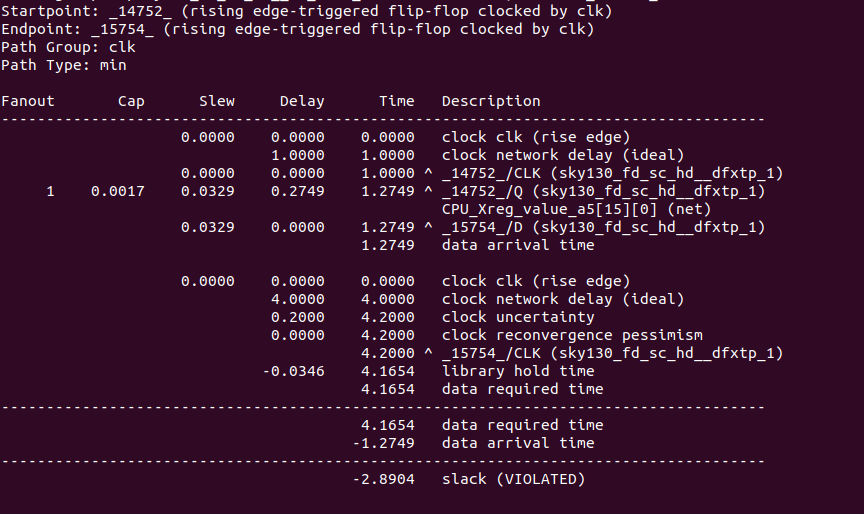 Startpoint: _14752_ (rising edge-triggered flip-flop clocked by clk)
Endpoint: _15754_ (rising edge-triggered flip-flop clocked by clk)
Path Group: clk
Path Type: min
Fanout     Cap     Slew     Delay     Time   Description
-------------------------------------------------------------------------------------
                    0.0000    0.0000    0.0000   clock clk (rise edge)
                              1.0000    1.0000   clock network delay (ideal)
                    0.0000    0.0000    1.0000 ^ _14752_/CLK (sky130_fd_sc_hd__dfxtp_1)
     1    0.0017    0.0329    0.2749    1.2749 ^ _14752_/Q (sky130_fd_sc_hd__dfxtp_1)
                                                 CPU_Xreg_value_a5[15][0] (net)
                    0.0329    0.0000    1.2749 ^ _15754_/D (sky130_fd_sc_hd__dfxtp_1)
                                        1.2749   data arrival time
                    0.0000    0.0000    0.0000   clock clk (rise edge)
                              4.0000    4.0000   clock network delay (ideal)
                              0.2000    4.2000   clock uncertainty
                              0.0000    4.2000   clock reconvergence pessimism
                                        4.2000 ^ _15754_/CLK (sky130_fd_sc_hd__dfxtp_1)
                             -0.0346    4.1654   library hold time
                                        4.1654   data required time
-------------------------------------------------------------------------------------
                                        4.1654   data required time
                                       -1.2749   data arrival time
-------------------------------------------------------------------------------------
                                       -2.8904   slack (VIOLATED)